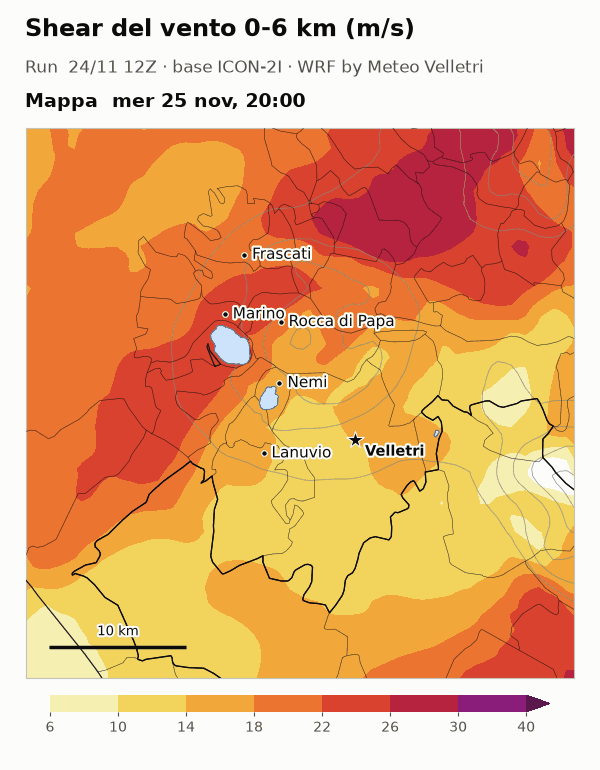 Shear del vento 0-6 km (m/s)
Run  24/11 12Z · base ICON-2I · WRF by Meteo Velletri
Mappa  mer 25 nov, 20:00
Frascati
Marino
Rocca di Papa
Nemi
Velletri
Lanuvio
10 km
6 10 14 18 22 26 30 40